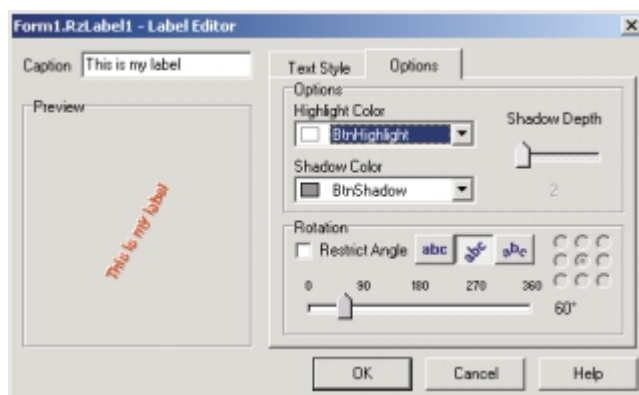 Form1.RzLabel1 - Label Editor
Caption This is my label
Preview
This is my label
Text Style Options
Options
Highlight Color
BtnHighlight
Shadow Depth
2
Shadow Color
BtnShadow
Rotation
Restrict Angle abc abc abc
0 90 180 270 360
60°
OK Cancel Help